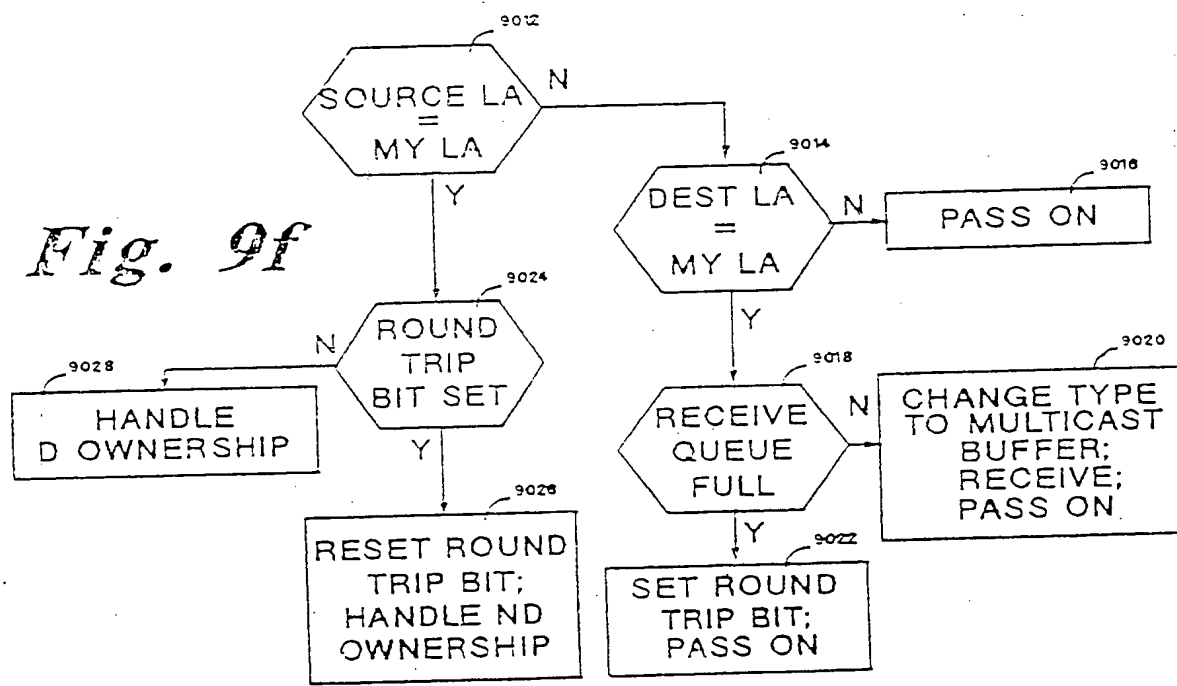 9012
SOURCE LA
=
MY LA
N
Y
9014
DEST LA
=
MY LA
N
Y
9016
PASS ON
Fig. 9f
9024
ROUND
TRIP
BIT SET
N
Y
9028
HANDLE
D OWNERSHIP
9018
RECEIVE
QUEUE
FULL
N
Y
9020
CHANGE TYPE
TO MULTICAST
BUFFER;
RECEIVE;
PASS ON
9026
RESET ROUND
TRIP BIT;
HANDLE ND
OWNERSHIP
9022
SET ROUND
TRIP BIT;
PASS ON